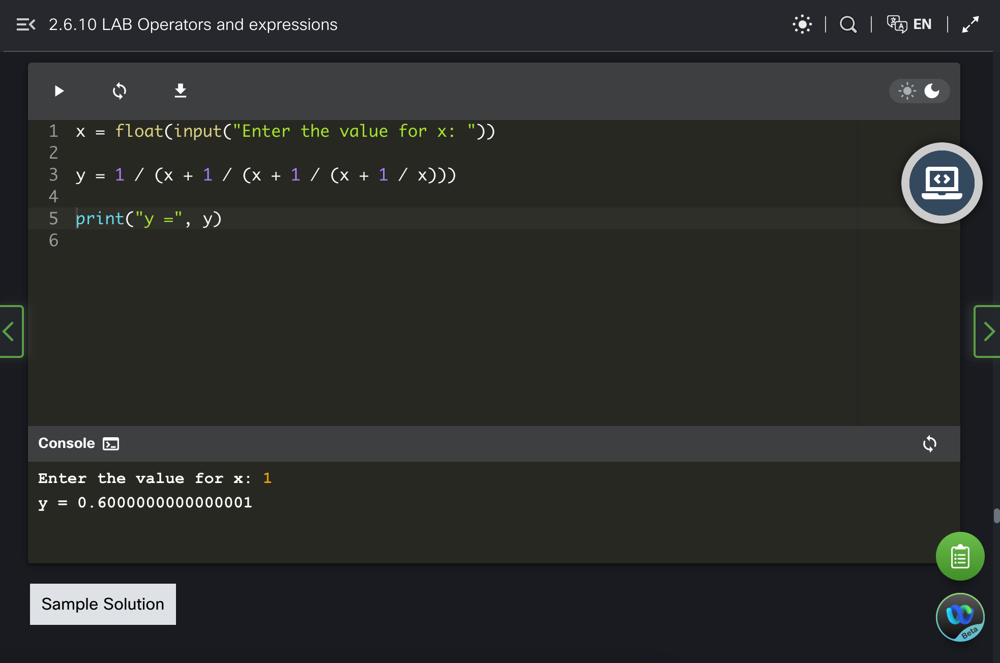 2.6.10 LAB Operators and expressions
EN
1 x = float(input("Enter the value for x: "))
2
3 y = 1 / (x + 1 / (x + 1 / (x + 1 / x)))
4
5 print("y =", y)
6
Console
Enter the value for x: 1
y = 0.6000000000000001
Sample Solution
Beta